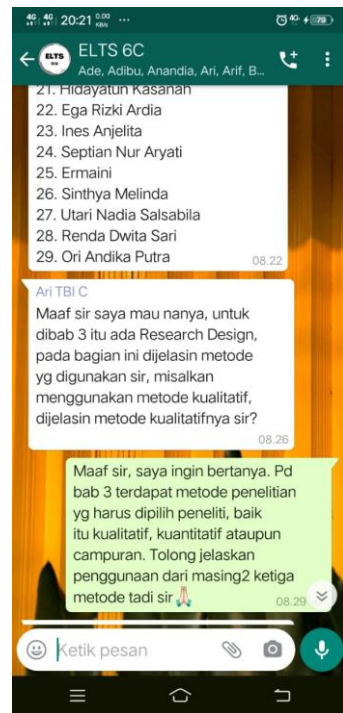 4G 4G 20:21 0.00 KB/s ... 4G 79
ELTS
ELTS 6C
Ade, Adibu, Anandia, Ari, Arif, B...
21. Hidayatun Kasanah
22. Ega Rizki Ardia
23. Ines Anjelita
24. Septian Nur Aryati
25. Ermaini
26. Sinthya Melinda
27. Utari Nadia Salsabila
28. Renda Dwita Sari
29. Ori Andika Putra
08.22
Ari TBI C
Maaf sir saya mau nanya, untuk
dibab 3 itu ada Research Design,
pada bagian ini dijelasin metode
yg digunakan sir, misalkan
menggunakan metode kualitatif,
dijelasin metode kualitatifnya sir?
08.26
Maaf sir, saya ingin bertanya. Pd
bab 3 terdapat metode penelitian
yg harus dipilih peneliti, baik
itu kualitatif, kuantitatif ataupun
campuran. Tolong jelaskan
penggunaan dari masing2 ketiga
metode tadi sir🙏🏻
08.29
Ketik pesan